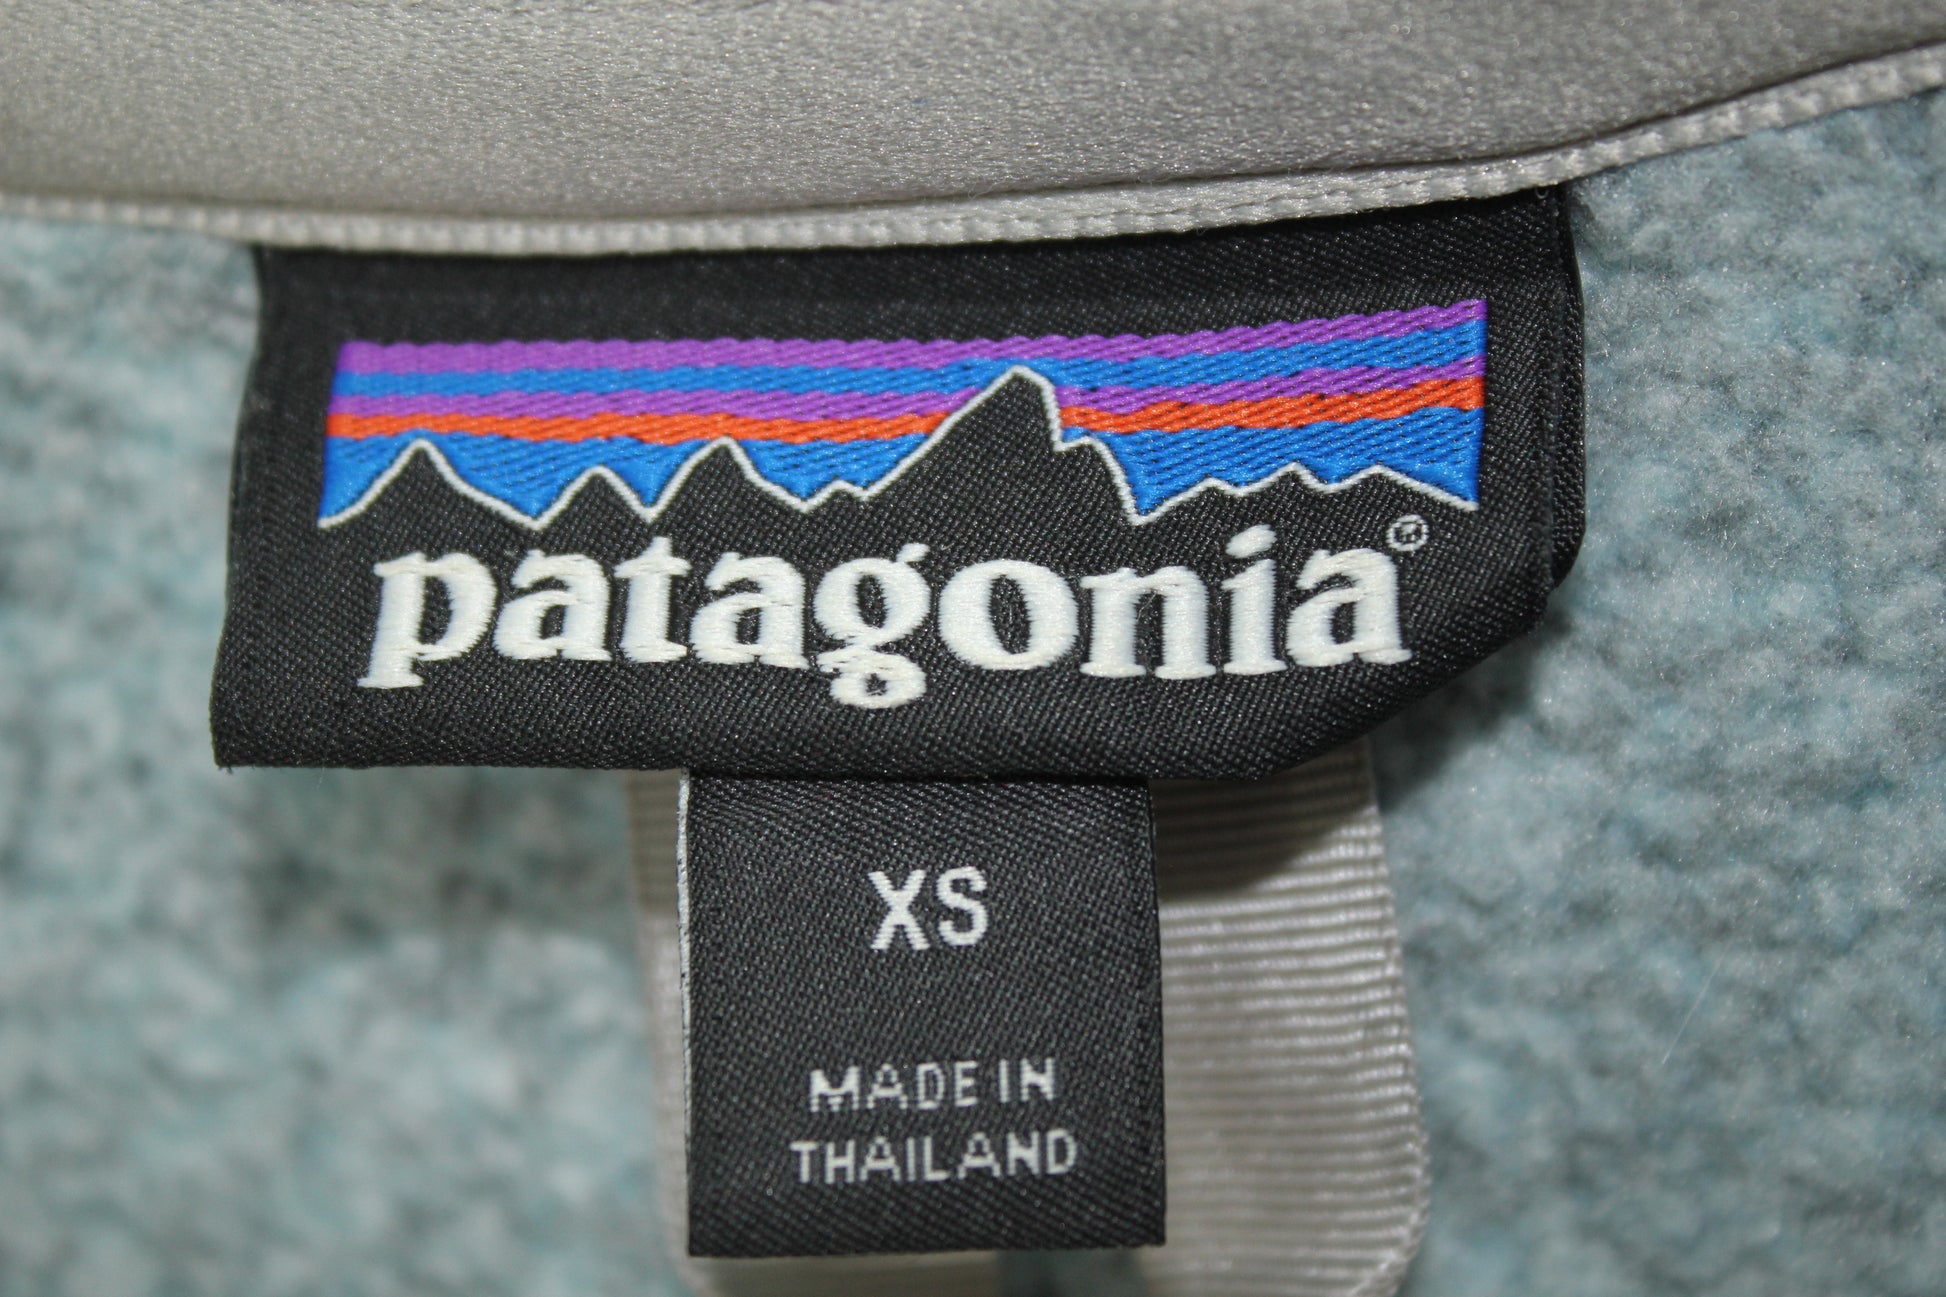 patagonia®
XS
MADE IN
THAILAND